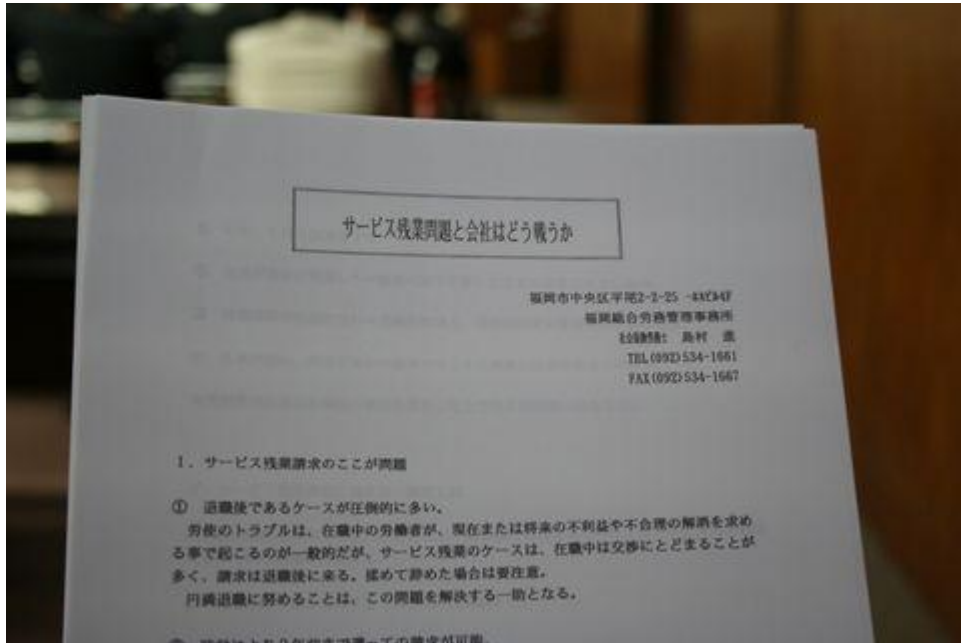 サービス残業問題と会社はどう戦うか
福岡市中央区平尾2-2-25
福岡総合労務管理事務所
社会保険労務士 島村 進
TEL(092)534-1661
FAX(092)534-1667
1．サービス残業請求のここが問題
① 退職後であるケースが圧倒的に多い。
労使のトラブルは、在職中の労働者が、現在または将来の不利益や不合理の解消を求め
る事で起こるのが一般的だが、サービス残業のケースは、在職中は交渉にとどまることが
多く、請求は退職後に来る。揉めて辞めた場合は要注意。
円満退職に努めることは、この問題を解決する一助となる。